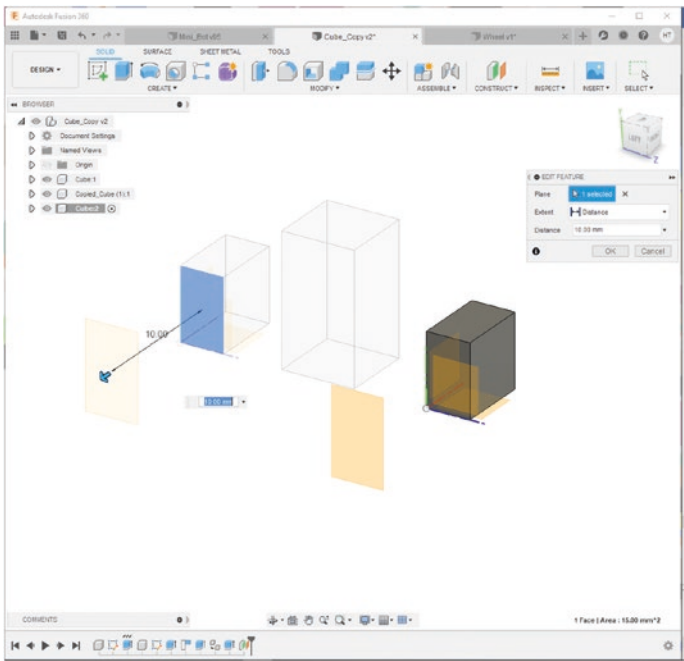 Autodesk Fusion 360
Mini_Bot v6* Cube_Copy v2* Wheel v1* HT
SOLID SURFACE SHEET METAL TOOLS
DESIGN
CREATE MODIFY ASSEMBLE CONSTRUCT INSPECT INSERT SELECT
BROWSER
Cube_Copy v2
Document Settings
Named Views
Origin
Cube:1
Copied_Cube (1):1
LEFT
Z
EDIT FEATURE
Plane 1 selected
Extent Distance
Distance 10.00 mm
OK Cancel
10.00
10.00 mm
COMMENTS
1 Face | Area : 15.00 mm^2